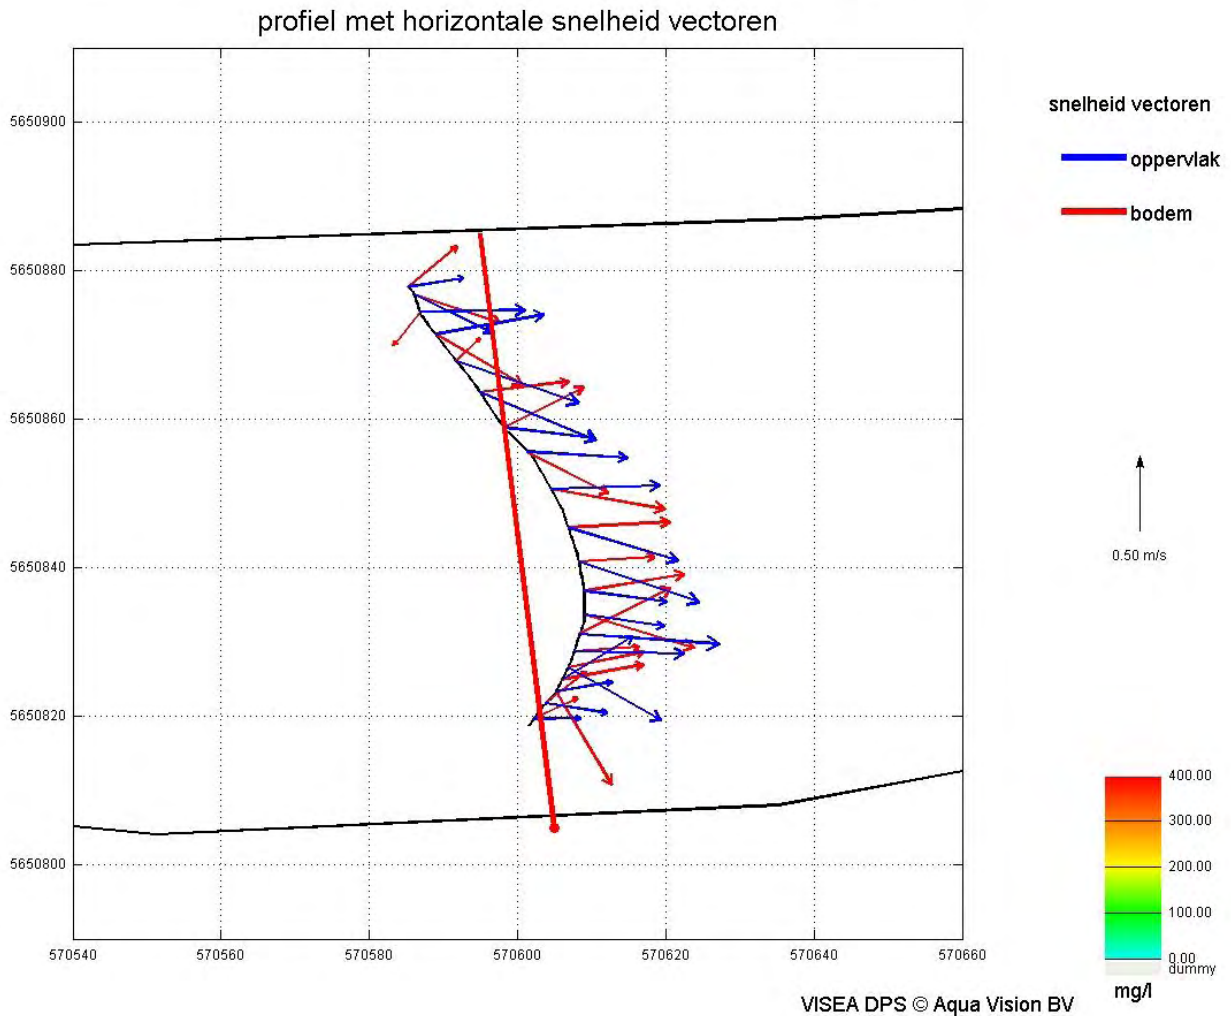 profiel met horizontale snelheid vectoren
snelheid vectoren
oppervlak
bodem
5650900
5650880
5650860
5650840
5650820
5650800
570540
570560
570580
570600
570620
570640
570660
0.50 m/s
400.00
300.00
200.00
100.00
0.00
dummy
mg/l
VISEA DPS © Aqua Vision BV